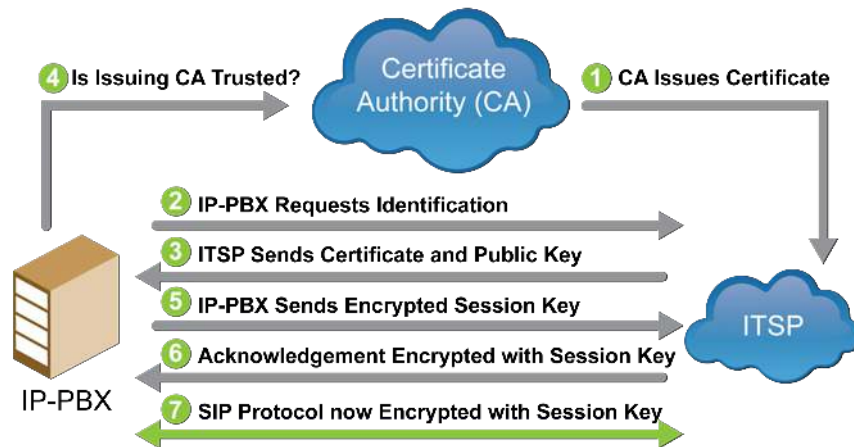 4 Is Issuing CA Trusted?
Certificate
Authority (CA)
1 CA Issues Certificate
2 IP-PBX Requests Identification
3 ITSP Sends Certificate and Public Key
5 IP-PBX Sends Encrypted Session Key
6 Acknowledgement Encrypted with Session Key
7 SIP Protocol now Encrypted with Session Key
IP-PBX
ITSP